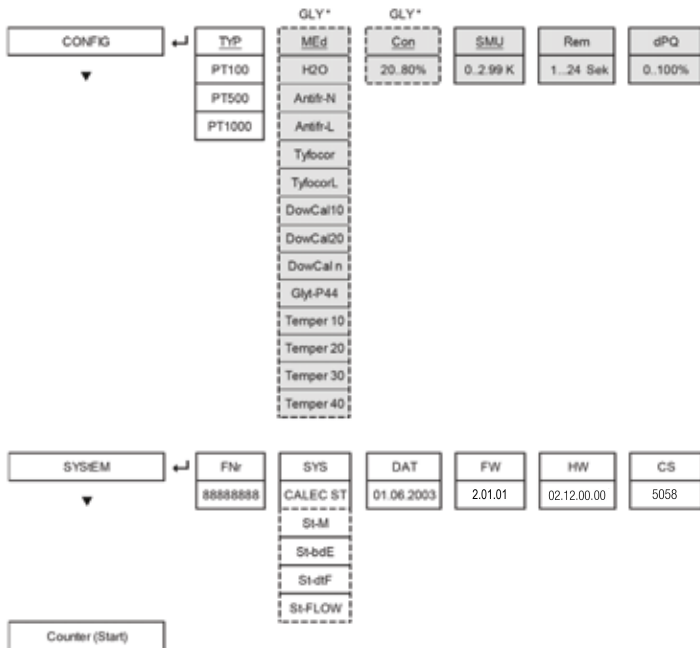 GLY* GLY*
CONFIG TYP MEd Con SMU Rem dPQ
PT100 H2O 20..80% 0..2.99 K 1...24 Sek 0..100%
PT500 Antifr-N
PT1000 Antifr-L
Tyfocor
TyfocorL
DowCal10
DowCal20
DowCal n
Glyt-P44
Temper 10
Temper 20
Temper 30
Temper 40
SYStEM FNr SYS DAT FW HW CS
88888888 CALEC ST 01.06.2003 2.01.01 02.12.00.00 5058
St-M
St-bdE
St-dtF
St-FLOW
Counter (Start)